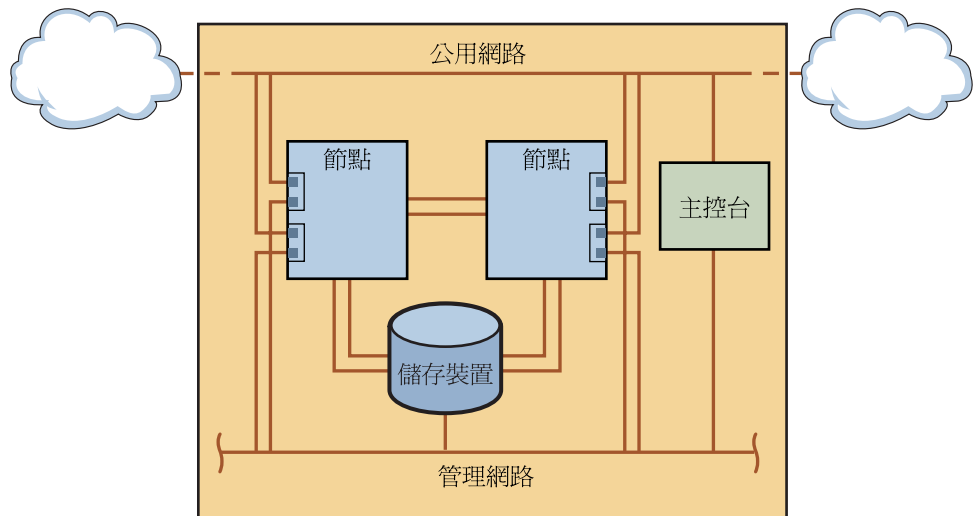 公用網路
節點
節點
主控台
儲存裝置
管理網路